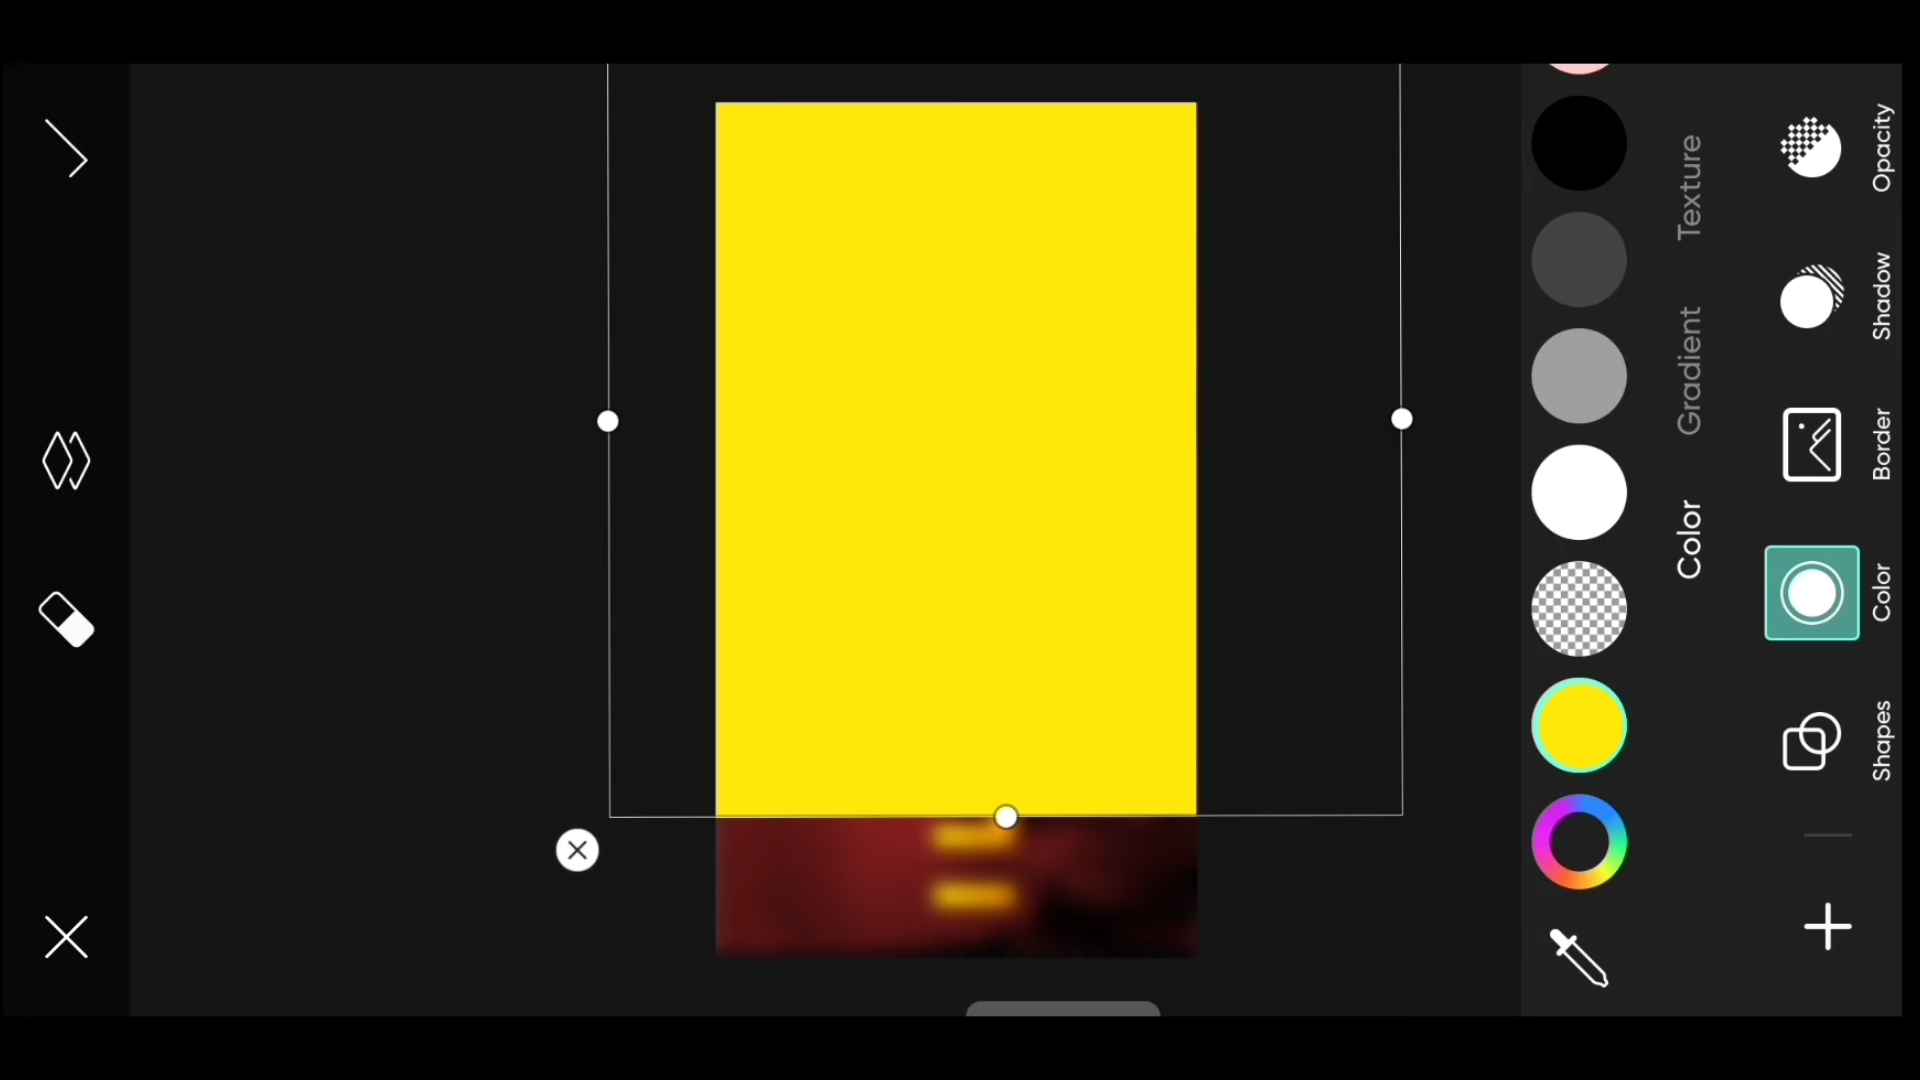 Texture
Gradient
Color
Opacity
Shadow
Border
Color
Shapes